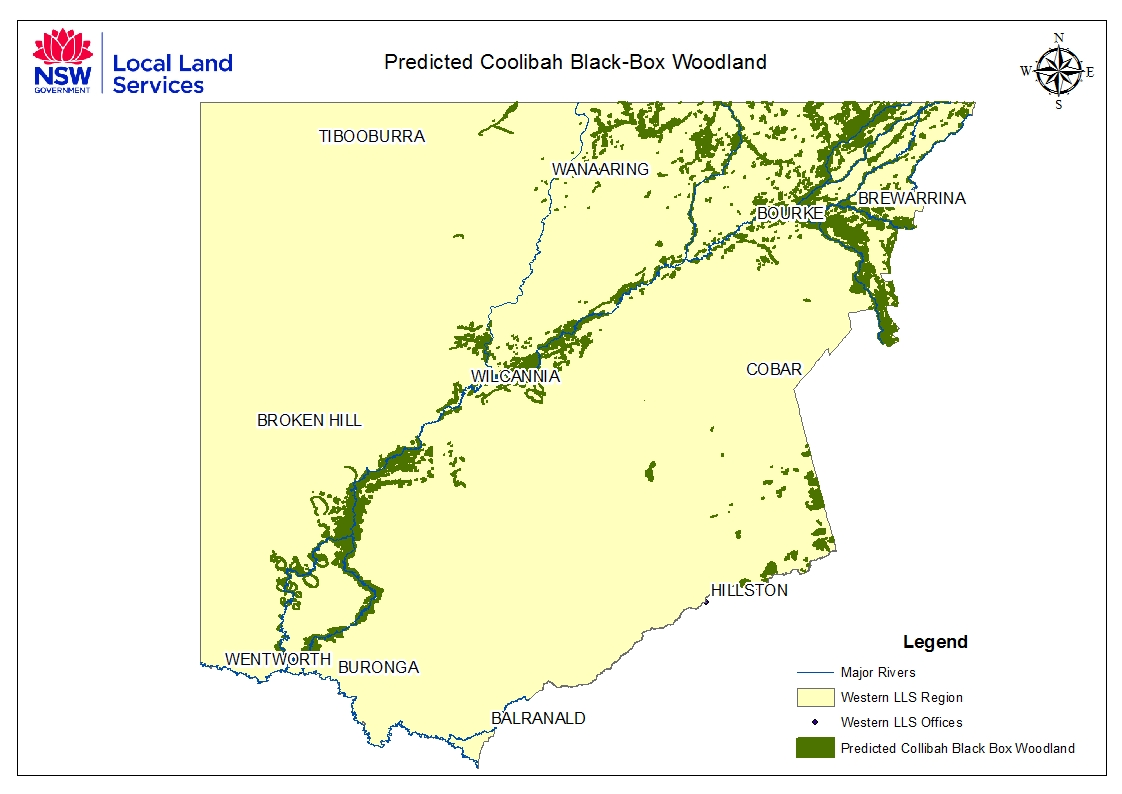 NSW
GOVERNMENT
Local Land
Services
Predicted Coolibah Black-Box Woodland
N
W
E
S
TIBOOBURRA
WANAARING
BREWARRINA
BOURKE
COBAR
WILCANNIA
BROKEN HILL
HILLSTON
WENTWORTH
BURONGA
BALRANALD
Legend
Major Rivers
Western LLS Region
Western LLS Offices
Predicted Collibah Black Box Woodland